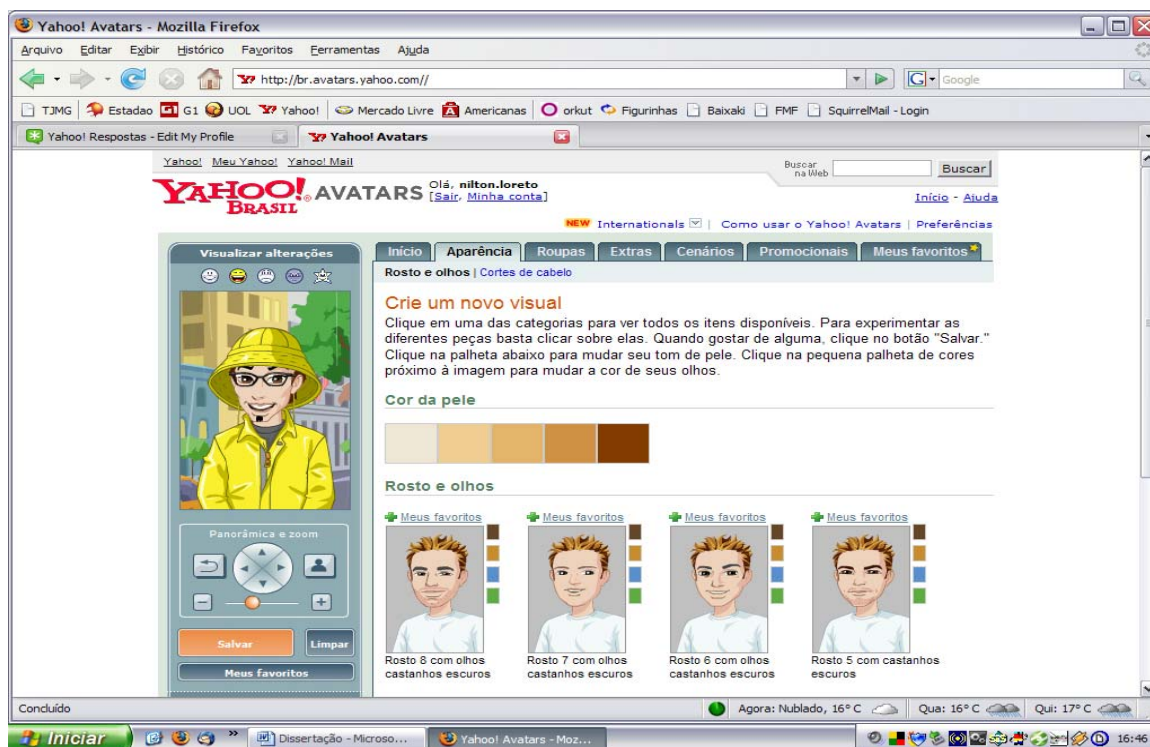 Yahoo! Avatars - Mozilla Firefox
Arquivo Editar Exibir Histórico Favoritos Ferramentas Ajuda
http://br.avatars.yahoo.com//
Google
TJMG Estadao G1 UOL Yahoo! Mercado Livre Americanas orkut Figurinhas Baixaki FMF SquirrelMail - Login
Yahoo! Respostas - Edit My Profile Yahoo! Avatars
Yahoo! Meu Yahoo! Yahoo! Mail
Buscar na Web Buscar
YAHOO! BRASIL AVATARS
Olá, nilton.loreto
[Sair, Minha conta]
Início - Ajuda
NEW Internationals | Como usar o Yahoo! Avatars | Preferências
Visualizar alterações
Início Aparência Roupas Extras Cenários Promocionais Meus favoritos
Rosto e olhos | Cortes de cabelo
Crie um novo visual
Clique em uma das categorias para ver todos os itens disponíveis. Para experimentar as
diferentes peças basta clicar sobre elas. Quando gostar de alguma, clique no botão "Salvar."
Clique na palheta abaixo para mudar seu tom de pele. Clique na pequena palheta de cores
próximo à imagem para mudar a cor de seus olhos.
Cor da pele
Rosto e olhos
Meus favoritos Meus favoritos Meus favoritos Meus favoritos
Panorâmica e zoom
Salvar Limpar
Meus favoritos
Rosto 8 com olhos castanhos escuros
Rosto 7 com olhos castanhos escuros
Rosto 6 com olhos castanhos escuros
Rosto 5 com castanhos escuros
Concluído
Agora: Nublado, 16° C Qua: 16° C Qui: 17° C
Iniciar Dissertação - Microso... Yahoo! Avatars - Moz... 16:46